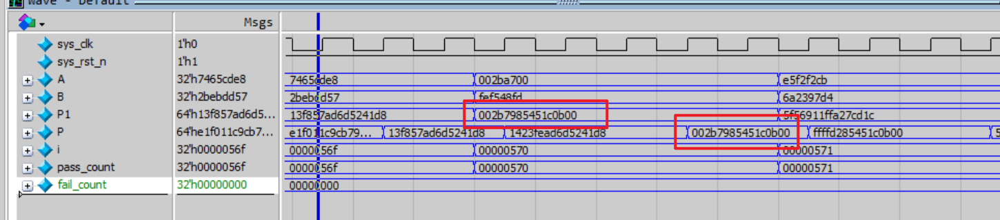 Wave - Default
Msgs
sys_clk 1'h0
sys_rst_n 1'h1
A 32'h7465cde8 7465cde8 002ba700 e5f2f2cb
B 32'h2bebdd57 2bebdd57 fef548fd 6a2397d4
P1 64'h13f857ad6d5... 13f857ad6d5241d8 002b7985451c0b00 5f56911ffa27cd1c
P 64'he1f011c9cb7... e1f011c9cb79... 13f857ad6d5241d8 1423fead6d5241d8 002b7985451c0b00 ffffd285451c0b00 5
i 32'h0000056f 0000056f 00000570 00000571
pass_count 32'h0000056f 0000056f 00000570 00000571
fail_count 32'h00000000 00000000